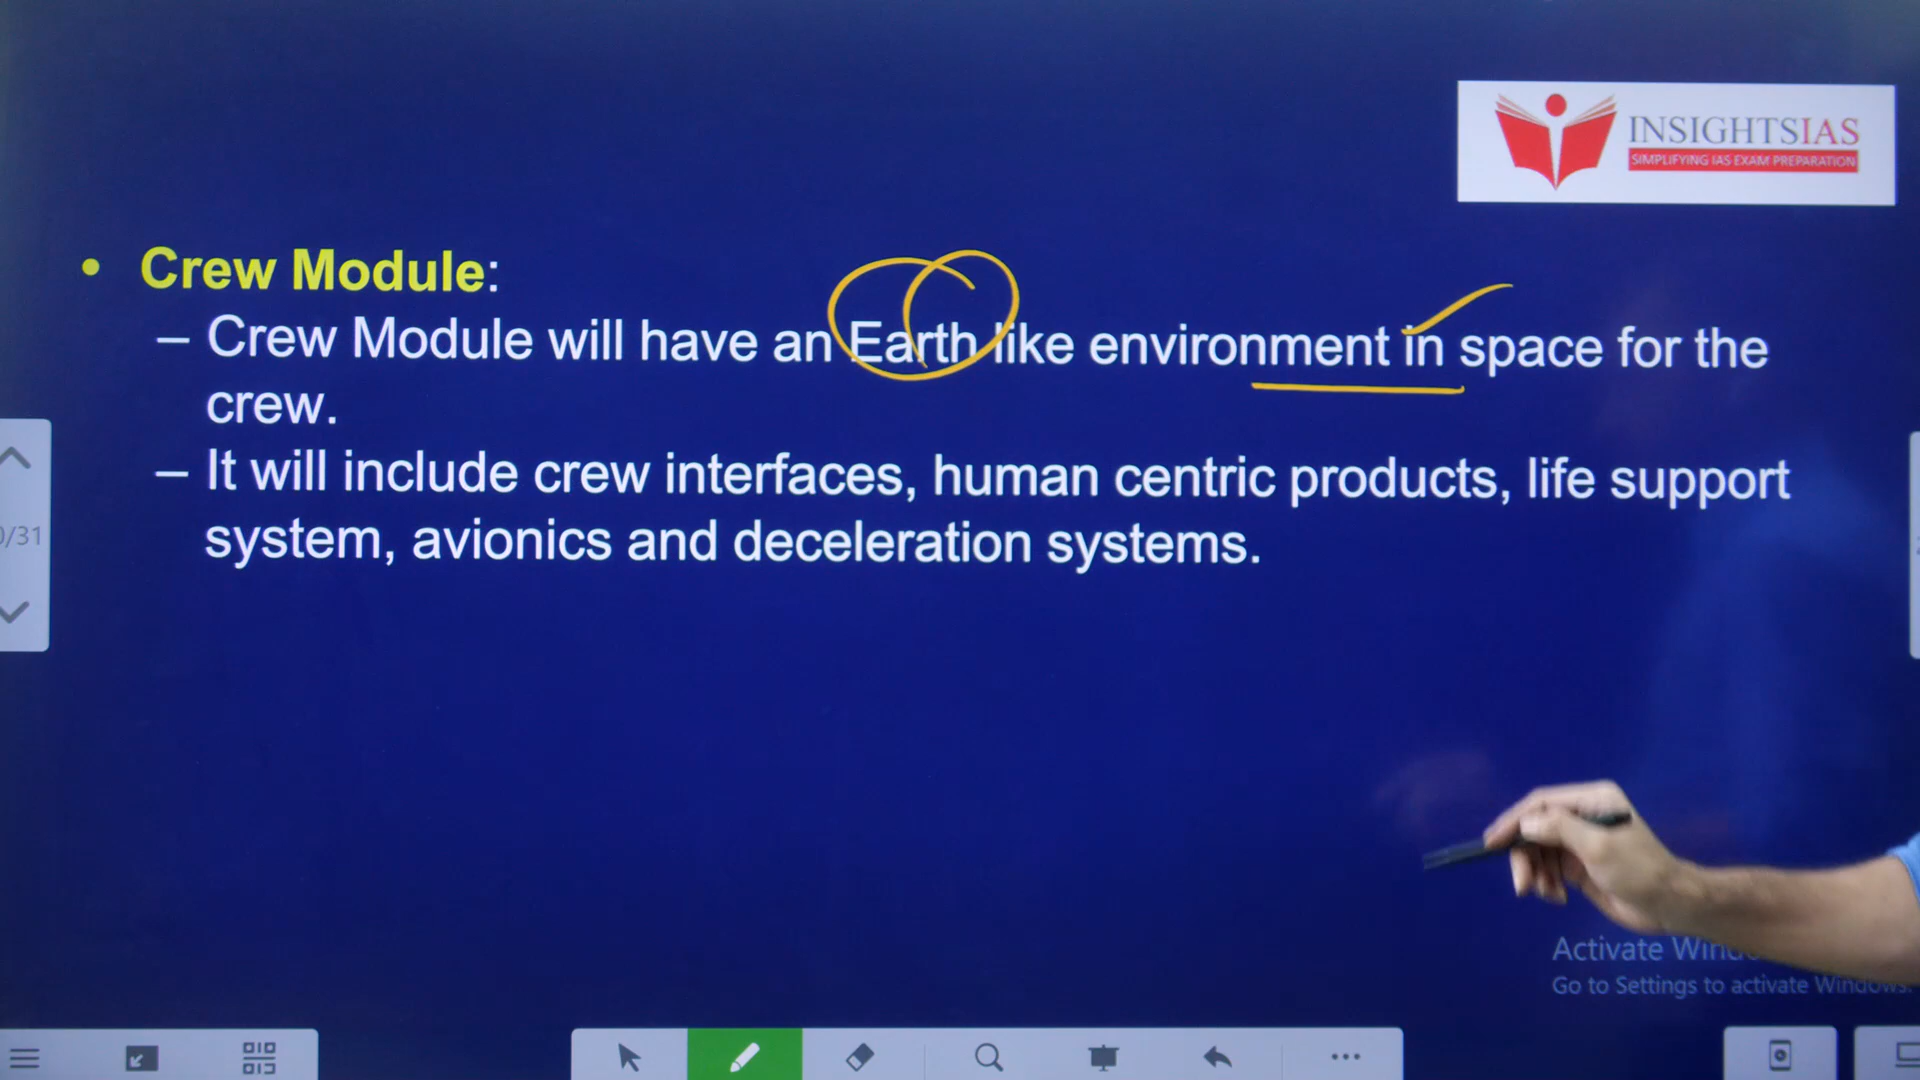 INSIGHTSIAS
SIMPLIFYING IAS EXAM PREPARATION
• Crew Module:
– Crew Module will have an Earth like environment in space for the
crew.
– It will include crew interfaces, human centric products, life support
system, avionics and deceleration systems.
/31
Activate
Go to Settings to activate Windows.